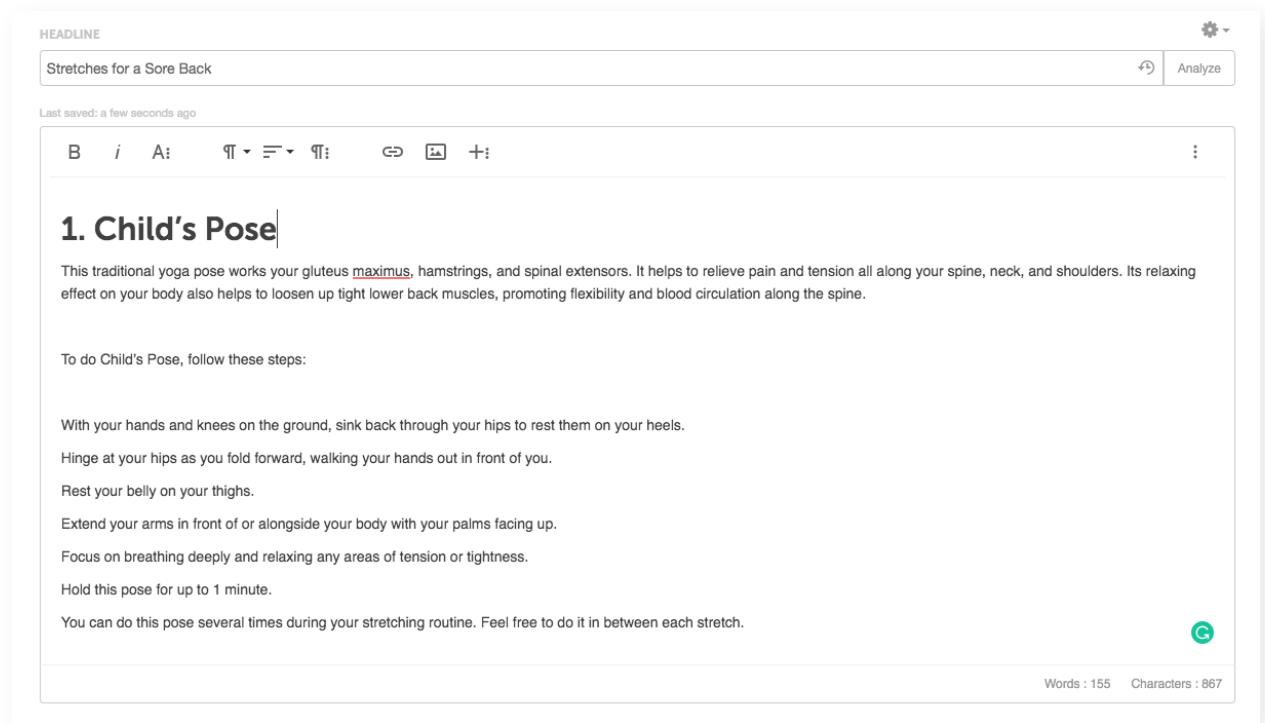 HEADLINE
Stretches for a Sore Back
Analyze
Last saved: a few seconds ago
B i A
1. Child’s Pose
This traditional yoga pose works your gluteus maximus, hamstrings, and spinal extensors. It helps to relieve pain and tension all along your spine, neck, and shoulders. Its relaxing
effect on your body also helps to loosen up tight lower back muscles, promoting flexibility and blood circulation along the spine.
To do Child’s Pose, follow these steps:
With your hands and knees on the ground, sink back through your hips to rest them on your heels.
Hinge at your hips as you fold forward, walking your hands out in front of you.
Rest your belly on your thighs.
Extend your arms in front of or alongside your body with your palms facing up.
Focus on breathing deeply and relaxing any areas of tension or tightness.
Hold this pose for up to 1 minute.
You can do this pose several times during your stretching routine. Feel free to do it in between each stretch.
Words : 155 Characters : 867